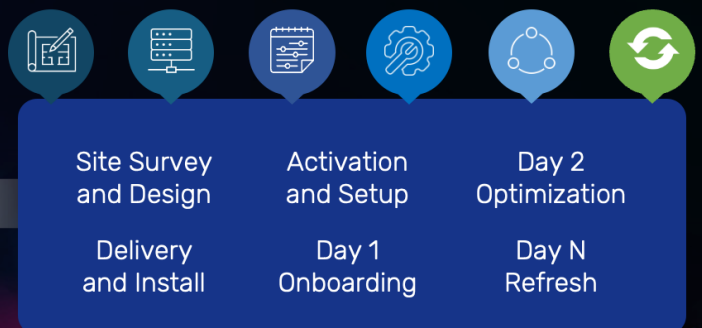 Site Survey
and Design
Delivery
and Install
Activation
and Setup
Day 1
Onboarding
Day 2
Optimization
Day N
Refresh